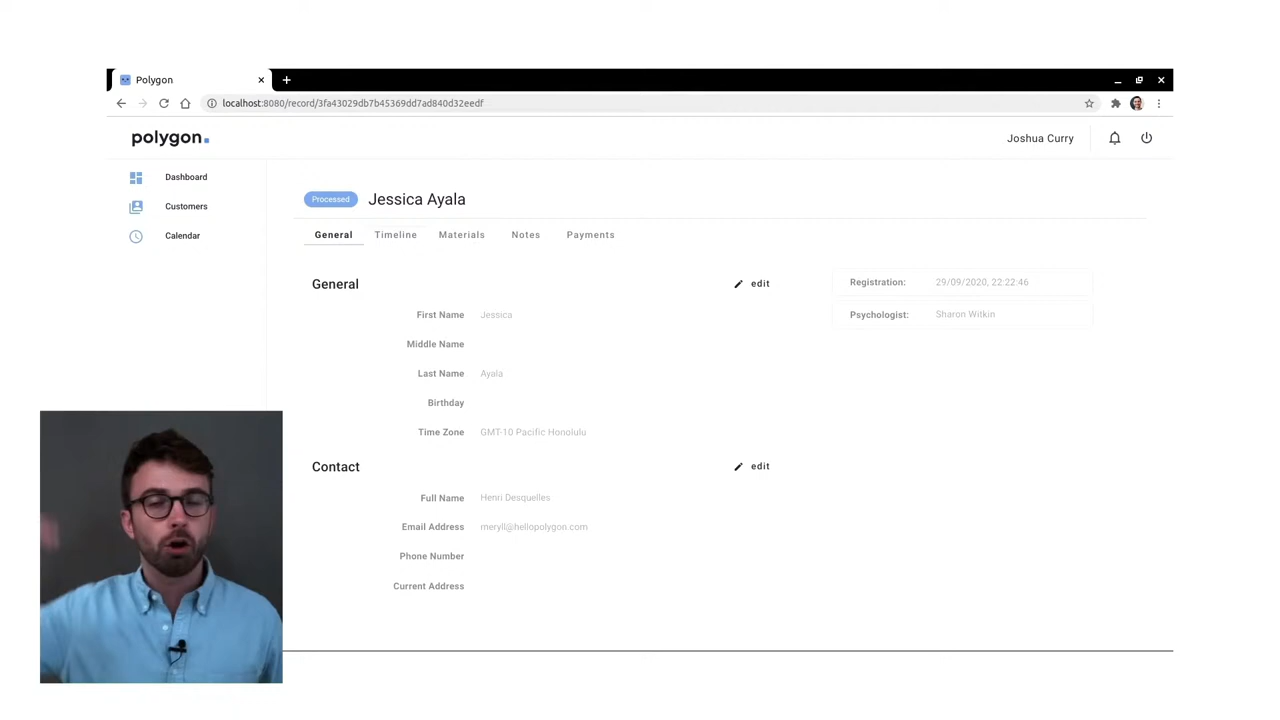 Polygon
localhost:8080/record/3fa43029db7b45369dd7ad840d32eedf
polygon.
Joshua Curry
Dashboard
Customers
Calendar
Processed Jessica Ayala
General Timeline Materials Notes Payments
General edit
First Name Jessica
Middle Name
Last Name Ayala
Birthday
Time Zone GMT-10 Pacific Honolulu
Contact edit
Full Name Henri Desquelles
Email Address meryll@hellopolygon.com
Phone Number
Current Address
Registration: 29/09/2020, 22:22:46
Psychologist: Sharon Witkin